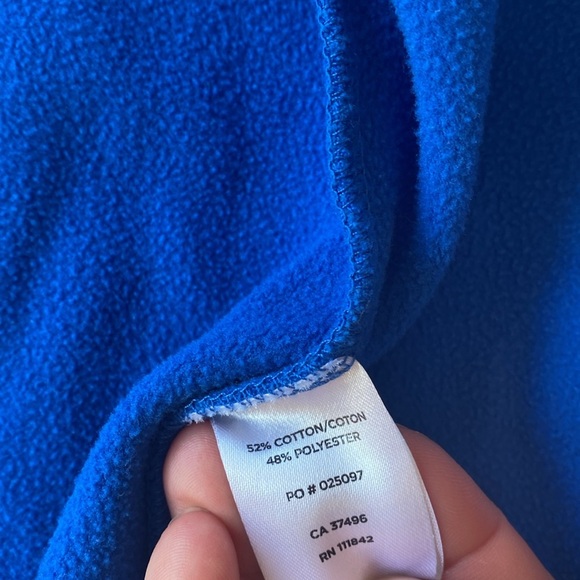 52% COTTON/COTON
48% POLYESTER
PO # 025097
CA 37496
RN 111842